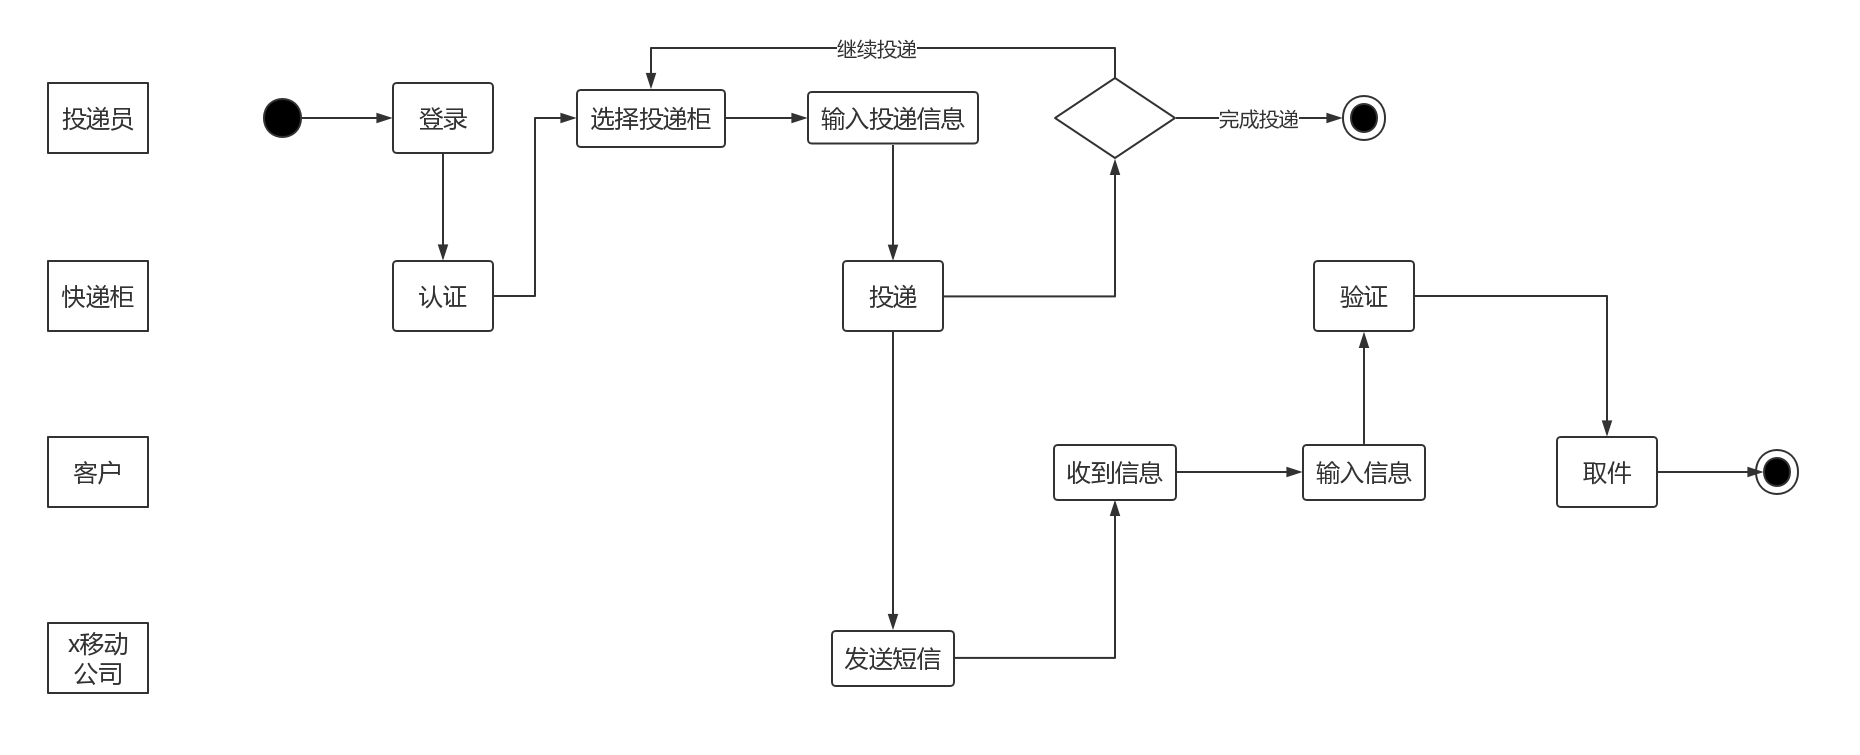 继续投递
投递员
登录
选择投递柜
输入投递信息
完成投递
快递柜
认证
投递
验证
客户
收到信息
输入信息
取件
x移动
公司
发送短信